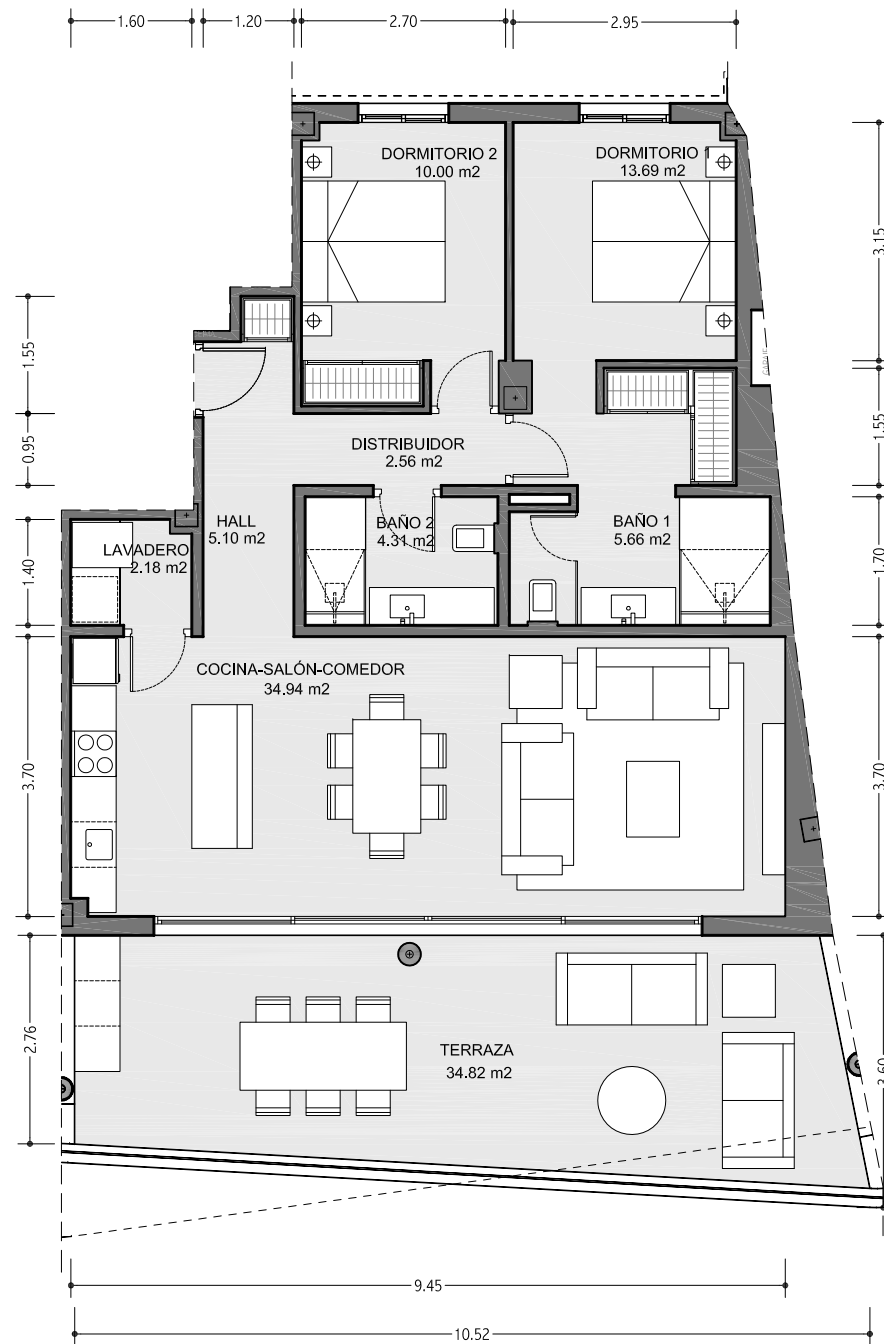 1.60
1.20
2.70
2.95
DORMITORIO 2
10.00 m2
DORMITORIO 1
13.69 m2
3.15
GARAJE
1.55
1.55
0.95
DISTRIBUIDOR
2.56 m2
HALL
5.10 m2
BAÑO 2
4.31 m2
BAÑO 1
5.66 m2
LAVADERO
2.18 m2
1.40
1.70
COCINA-SALÓN-COMEDOR
34.94 m2
3.70
3.70
TERRAZA
34.82 m2
2.76
3.60
9.45
10.52